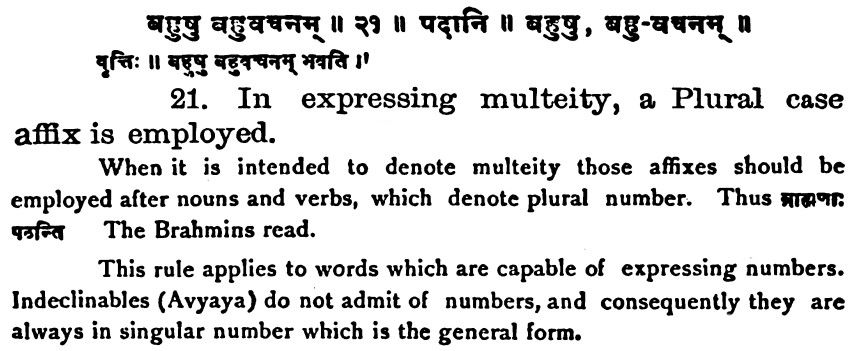 बहुषु बहुवचनम् ॥ २१ ॥ पदानि ॥ बहुषु, बहु-वचनम् ॥
वृत्तिः ॥ बहुषु बहुवचनम् भवति ।'
21. In expressing multeity, a Plural case
affix is employed.
When it is intended to denote multeity those affixes should be
employed after nouns and verbs, which denote plural number. Thus ब्राह्मणाः
पठन्ति The Brahmins read.
This rule applies to words which are capable of expressing numbers.
Indeclinables (Avyaya) do not admit of numbers, and consequently they are
always in singular number which is the general form.